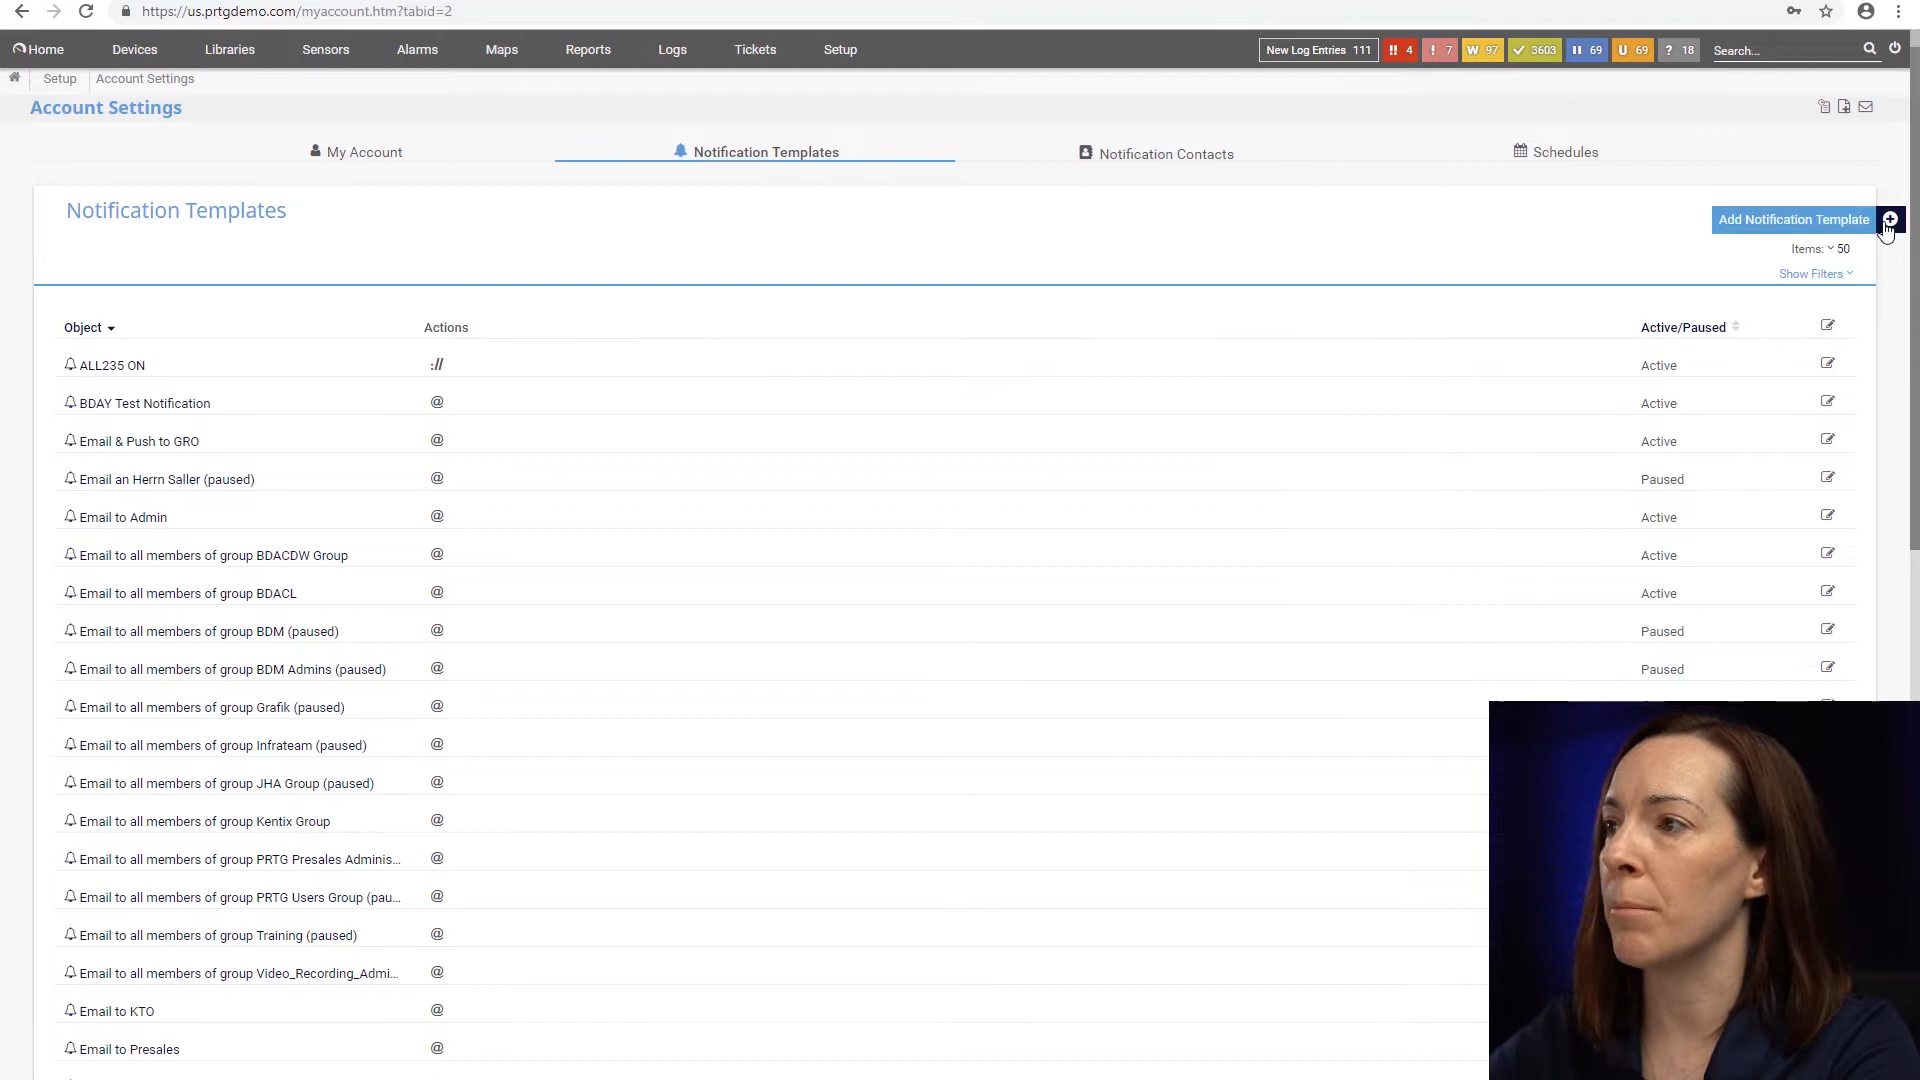 https://us.prtgdemo.com/myaccount.htm?tabid=2
Home Devices Libraries Sensors Alarms Maps Reports Logs Tickets Setup New Log Entries 111 !! 4 ! 7 W 97 3603 69 U 69 ? 18 Search...
Setup Account Settings
Account Settings
My Account Notification Templates Notification Contacts Schedules
Notification Templates
Add Notification Template
Items: 50
Show Filters
Object Actions Active/Paused
ALL235 ON :// Active
BDAY Test Notification @ Active
Email & Push to GRO @ Active
Email an Herrn Saller (paused) @ Paused
Email to Admin @ Active
Email to all members of group BDACDW Group @ Active
Email to all members of group BDACL @ Active
Email to all members of group BDM (paused) @ Paused
Email to all members of group BDM Admins (paused) @ Paused
Email to all members of group Grafik (paused) @
Email to all members of group Infrateam (paused) @
Email to all members of group JHA Group (paused) @
Email to all members of group Kentix Group @
Email to all members of group PRTG Presales Adminis... @
Email to all members of group PRTG Users Group (pau... @
Email to all members of group Training (paused) @
Email to all members of group Video_Recording_Admi... @
Email to KTO @
Email to Presales @